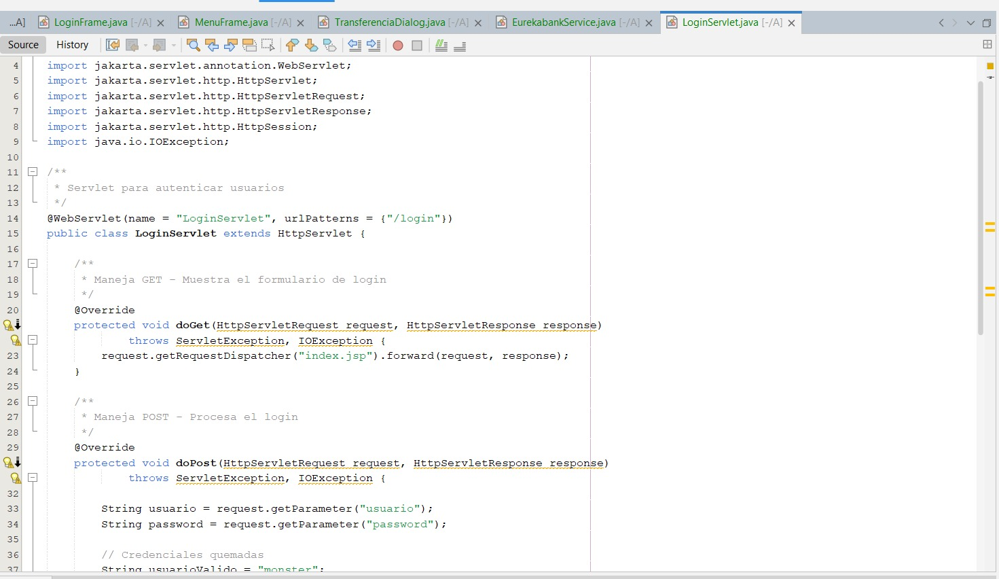 ...A] LoginFrame.java [-/A] MenuFrame.java [-/A] TransferenciaDialog.java [-/A] EurekabankService.java [-/A] LoginServlet.java [-/A]
Source History
4 import jakarta.servlet.annotation.WebServlet;
5 import jakarta.servlet.http.HttpServlet;
6 import jakarta.servlet.http.HttpServletRequest;
7 import jakarta.servlet.http.HttpServletResponse;
8 import jakarta.servlet.http.HttpSession;
9 import java.io.IOException;
10
11 /**
12 * Servlet para autenticar usuarios
13 */
14 @WebServlet(name = "LoginServlet", urlPatterns = {"/login"})
15 public class LoginServlet extends HttpServlet {
16
17 /**
18 * Maneja GET - Muestra el formulario de login
19 */
20 @Override
protected void doGet(HttpServletRequest request, HttpServletResponse response)
throws ServletException, IOException {
23 request.getRequestDispatcher("index.jsp").forward(request, response);
24 }
25
26 /**
27 * Maneja POST - Procesa el login
28 */
29 @Override
protected void doPost(HttpServletRequest request, HttpServletResponse response)
throws ServletException, IOException {
32
33 String usuario = request.getParameter("usuario");
34 String password = request.getParameter("password");
35
36 // Credenciales quemadas
37 String usuarioValido = "monster";